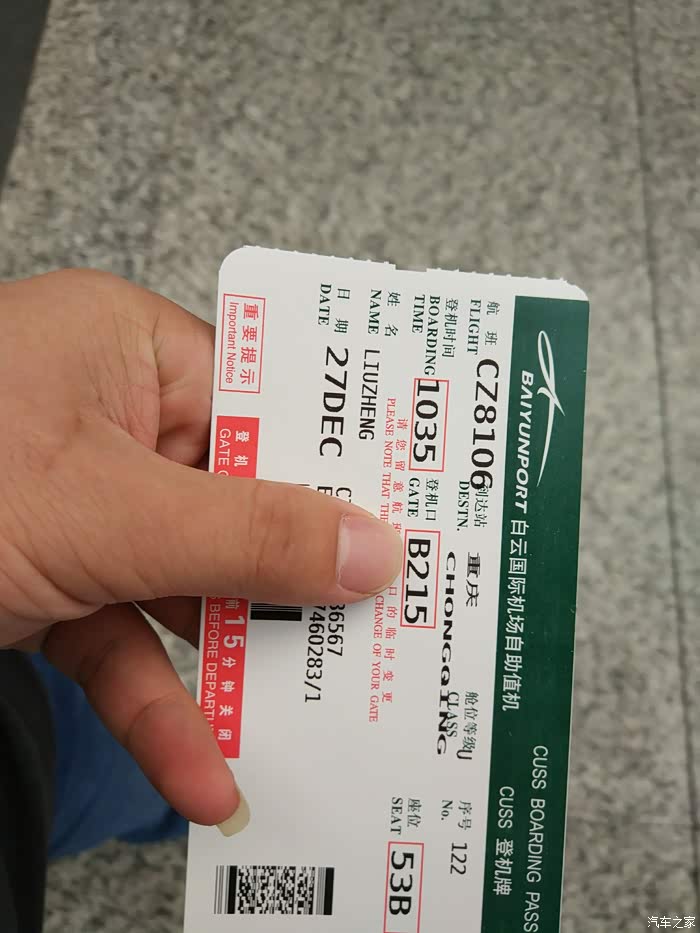 BAIYUNPORT 白云国际机场自助值机
CUSS BOARDING PASS
CUSS 登机牌
航 班
FLIGHT
CZ8106
到达站
DESTN.
重庆
CHONGQING
舱位等级
CLASS
U
序号
No.
122
登机时间
BOARDING
TIME
1035
登机口
GATE
B215
座位
SEAT
53B
请 您 留 意 航 班
口 的 临 时 变 更
PLEASE NOTE THAT THE
CHANGE OF YOUR GATE
姓 名
NAME
LIUZHENG
日 期
DATE
27DEC
36567
7460283/1
重要提示
Important Notice
登 机
GATE
前 15 分 钟 关 闭
BEFORE
汽车之家